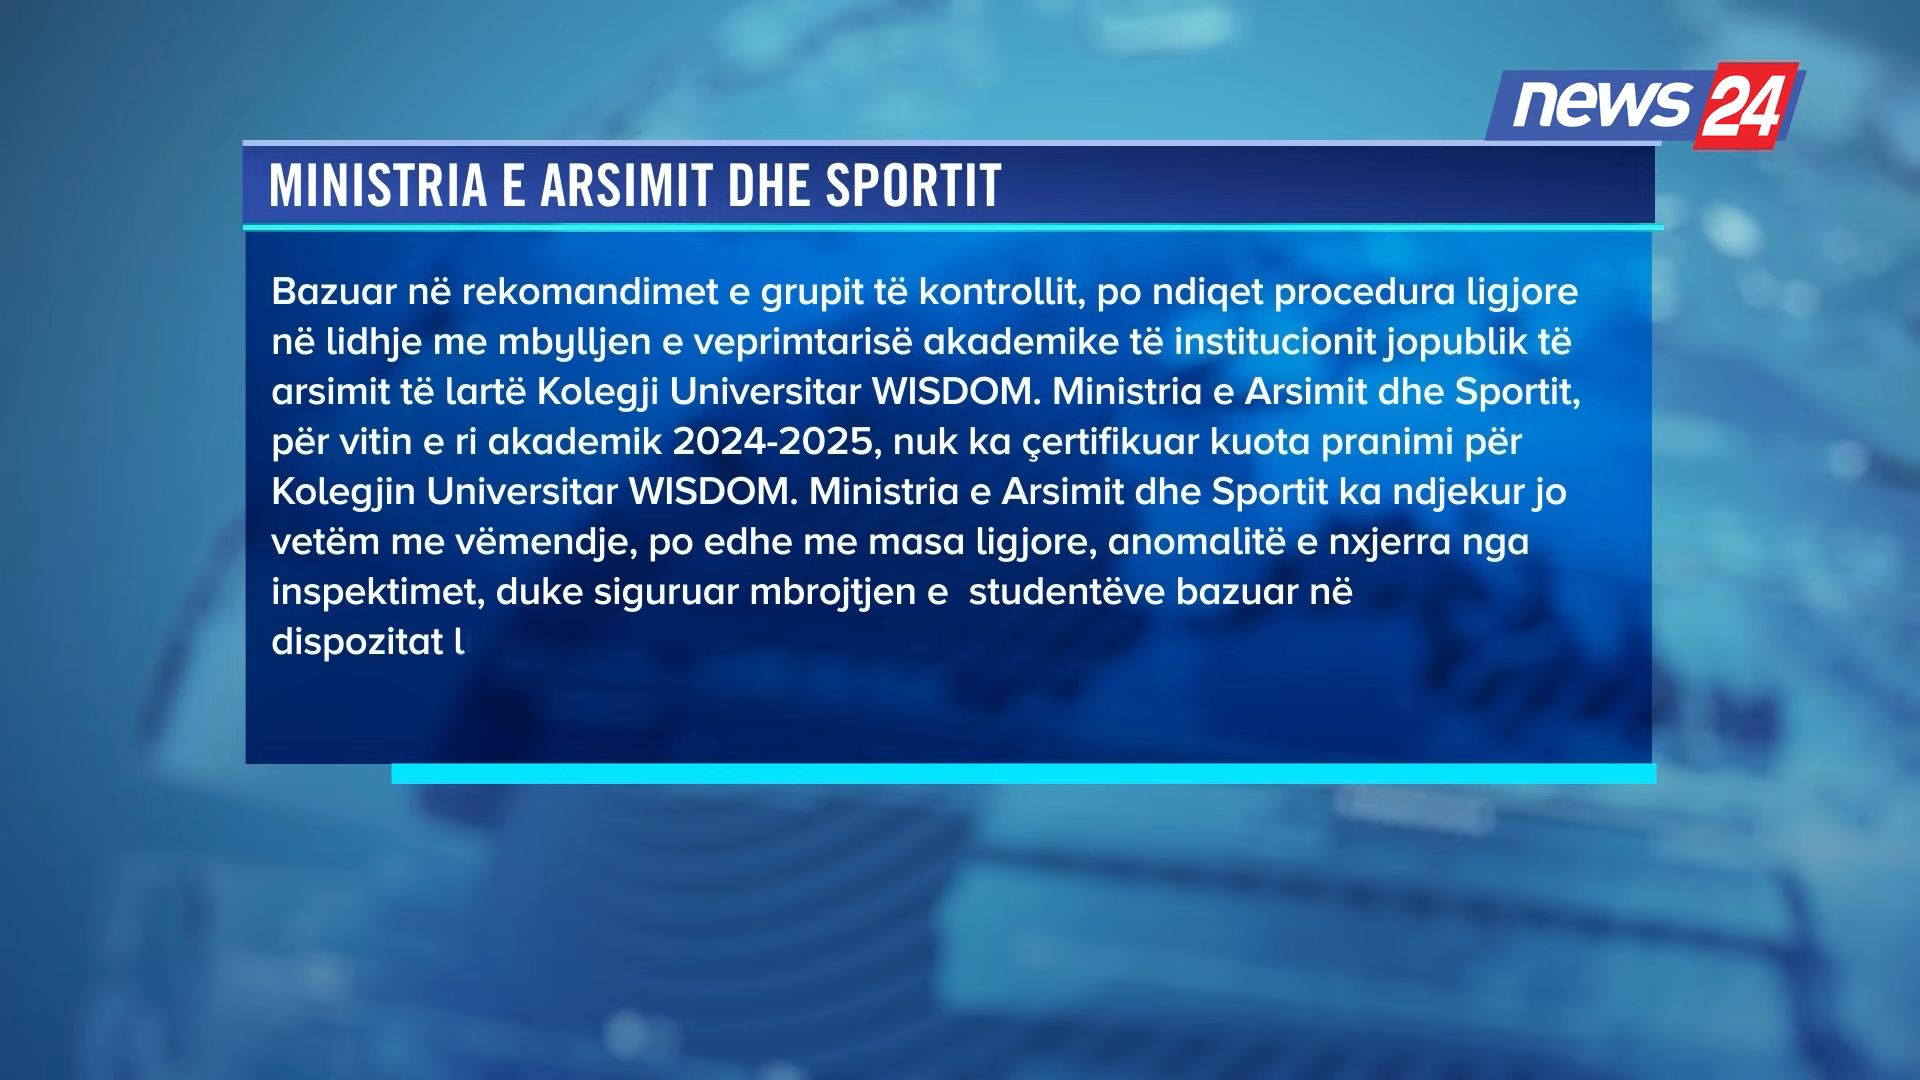 news 24
MINISTRIA E ARSIMIT DHE SPORTIT
Bazuar në rekomandimet e grupit të kontrollit, po ndiqet procedura ligjore
në lidhje me mbylljen e veprimtarisë akademike të institucionit jopublik të
arsimit të lartë Kolegji Universitar WISDOM. Ministria e Arsimit dhe Sportit,
për vitin e ri akademik 2024-2025, nuk ka çertifikuar kuota pranimi për
Kolegjin Universitar WISDOM. Ministria e Arsimit dhe Sportit ka ndjekur jo
vetëm me vëmendje, po edhe me masa ligjore, anomalitë e nxjerra nga
inspektimet, duke siguruar mbrojtjen e  studentëve bazuar në
dispozitat l